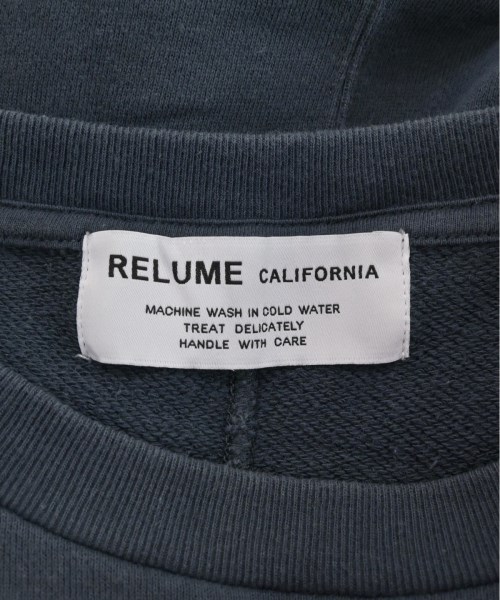 RELUME CALIFORNIA
MACHINE WASH IN COLD WATER
TREAT DELICATELY
HANDLE WITH CARE